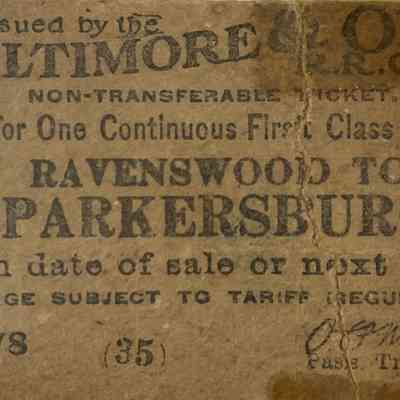 ssued by the
LTIMORE & O
R.R.C
NON-TRANSFERABLE TICKET.
for One Continuous First Class
RAVENSWOOD TO
PARKERSBUR
n date of sale or next
GE SUBJECT TO TARIFF REGU
78 (35)
Pass. Tr